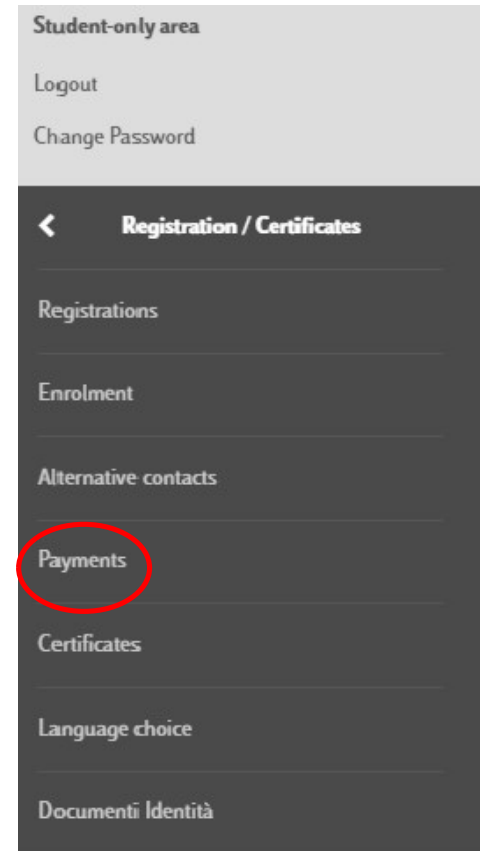 Student-only area
Logout
Change Password
Registration / Certificates
Registrations
Enrolment
Alternative contacts
Payments
Certificates
Language choice
Documenti Identità